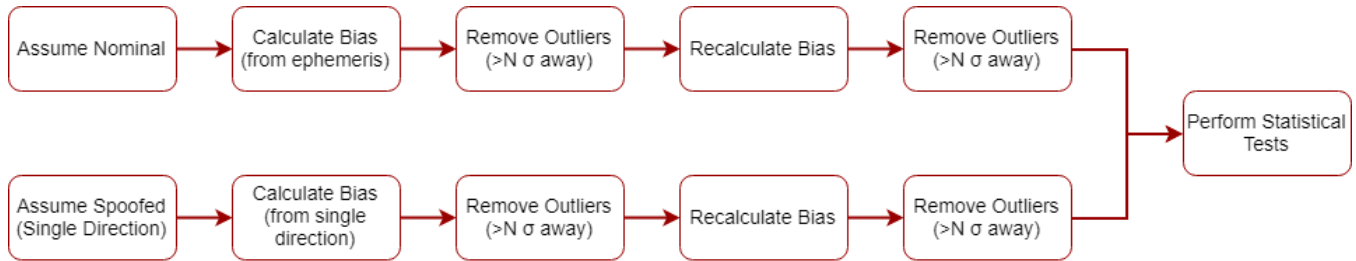 Assume Nominal
Calculate Bias
(from ephemeris)
Remove Outliers
(>N σ away)
Recalculate Bias
Remove Outliers
(>N σ away)
Perform Statistical
Tests
Assume Spoofed
(Single Direction)
Calculate Bias
(from single
direction)
Remove Outliers
(>N σ away)
Recalculate Bias
Remove Outliers
(>N σ away)